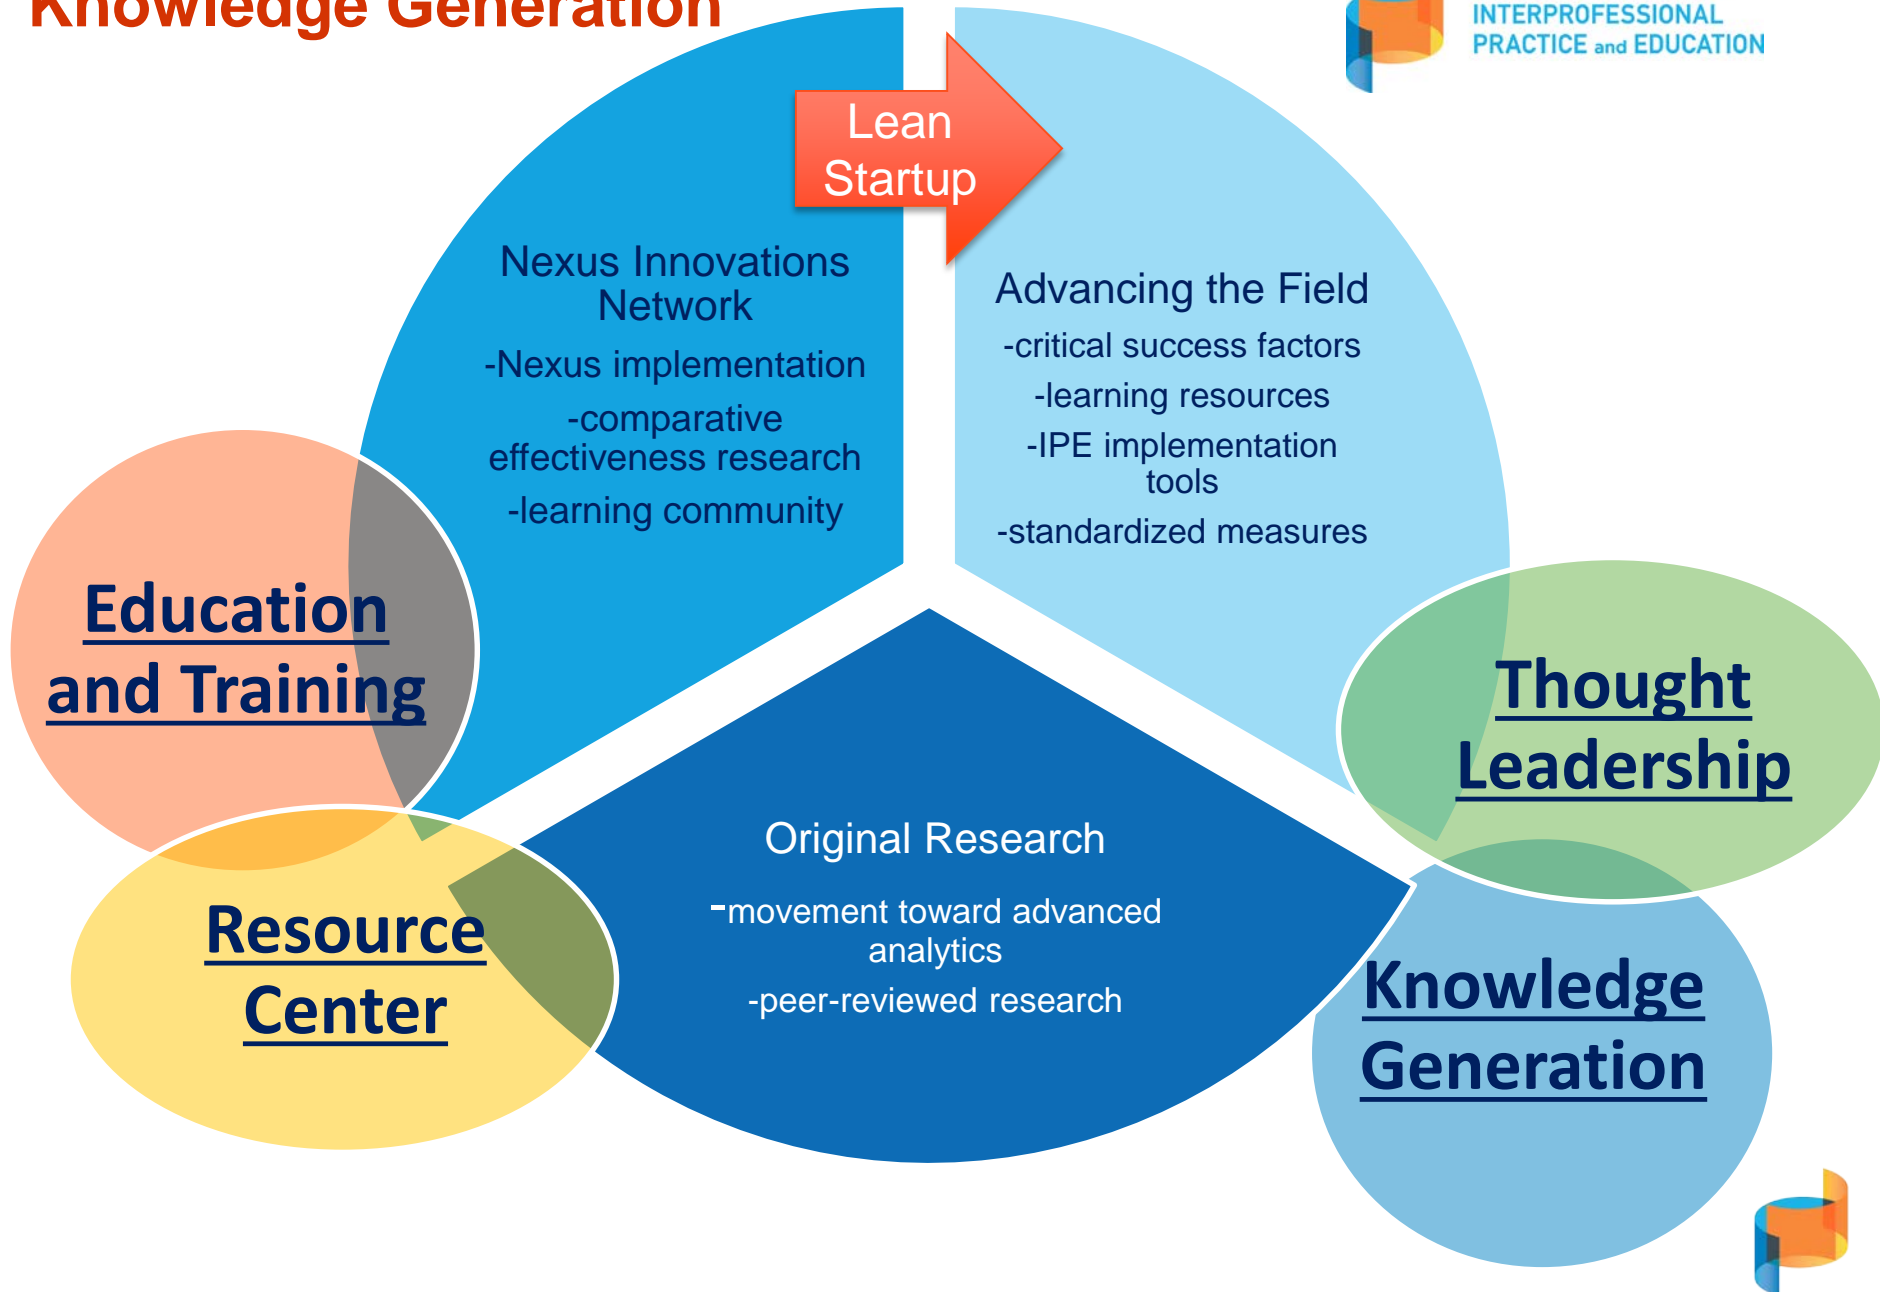 Knowledge Generation
INTERPROFESSIONAL
PRACTICE and EDUCATION
Lean
Startup
Nexus Innovations
Network
-Nexus implementation
-comparative
effectiveness research
-learning community
Advancing the Field
-critical success factors
-learning resources
-IPE implementation
tools
-standardized measures
Education
and Training
Thought
Leadership
Original Research
-movement toward advanced
analytics
-peer-reviewed research
Resource
Center
Knowledge
Generation